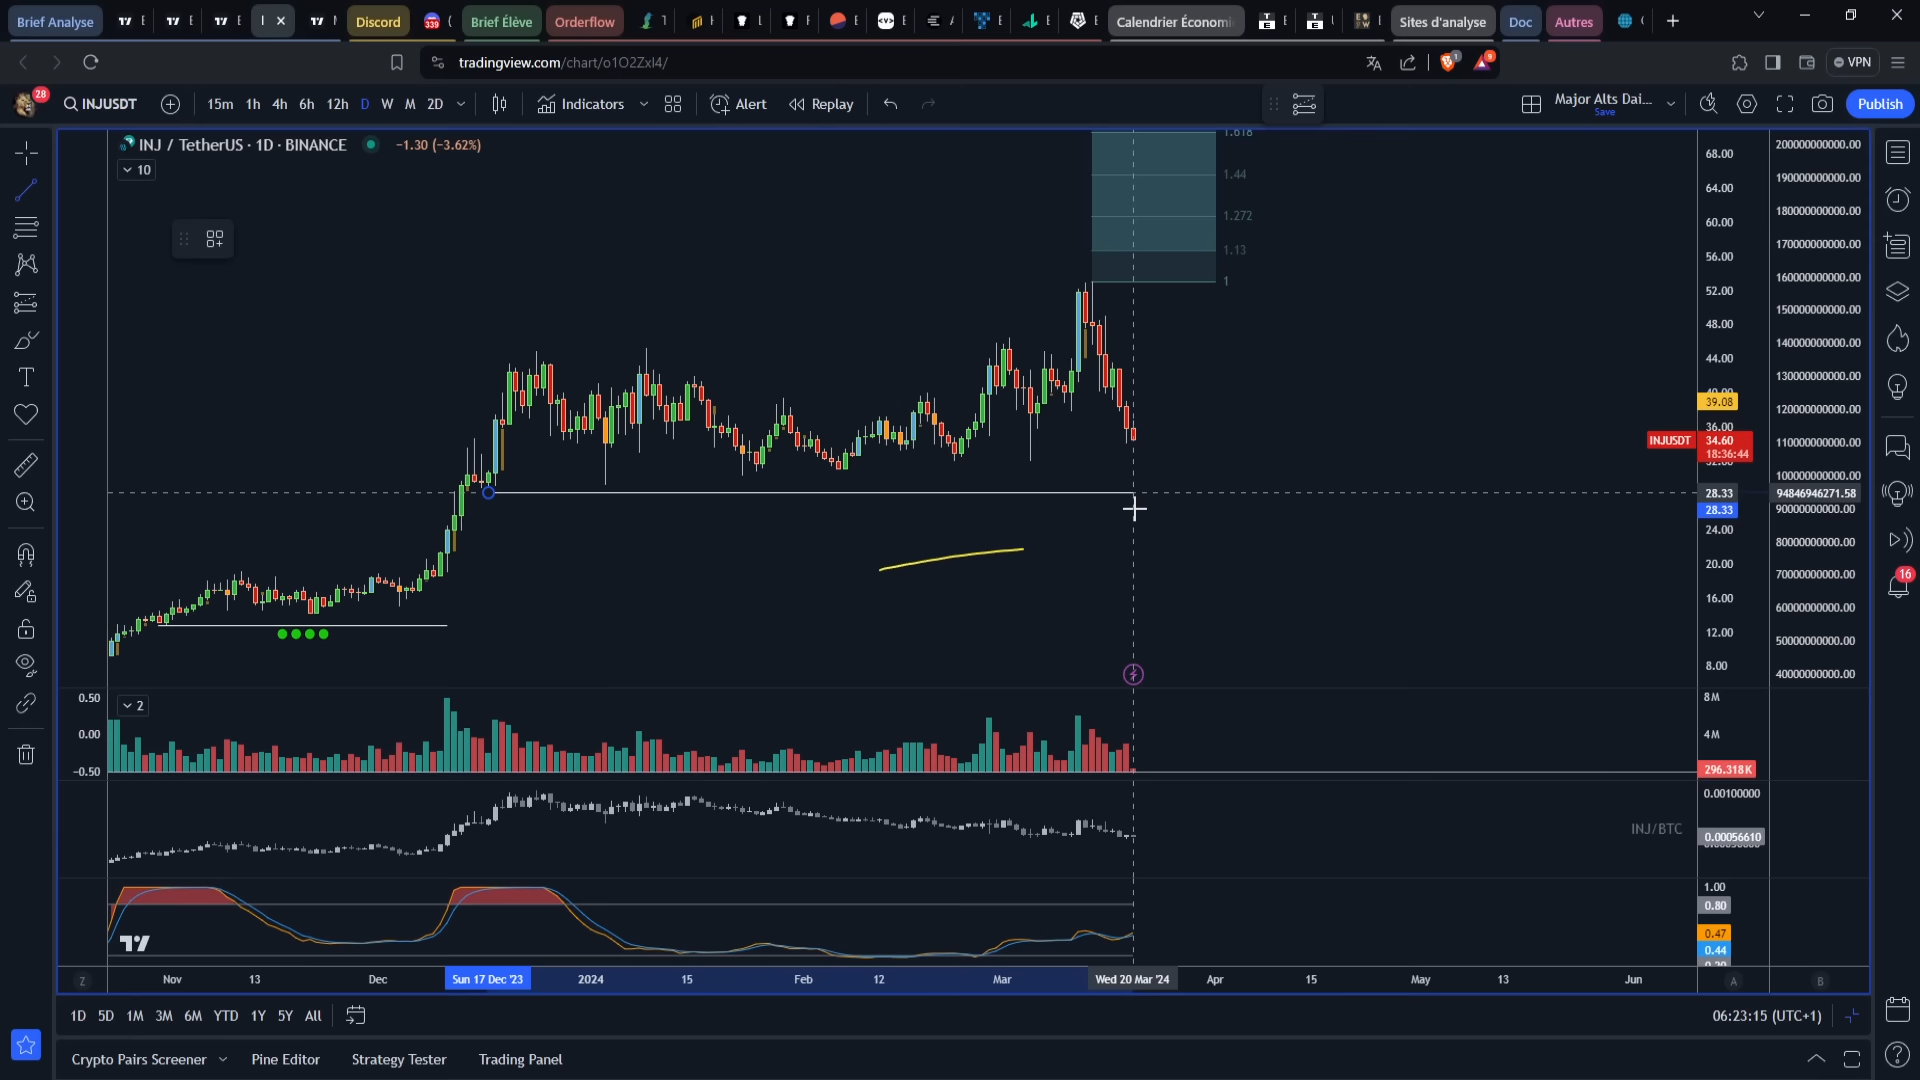 Brief Analyse
Discord
339
Brief Élève
Orderflow
Calendrier Économi
Sites d'analyse
Doc
Autres
tradingview.com/chart/o1O2Zxl4/
1
9
VPN
28
INJUSDT
15m 1h 4h 6h 12h D W M 2D
Indicators
Alert
Replay
Major Alts Dai...
Save
Publish
INJ / TetherUS · 1D · BINANCE
−1.30 (−3.62%)
10
1.618
1.44
1.272
1.13
1
68.00
64.00
60.00
56.00
52.00
48.00
44.00
39.08
36.00
INJUSDT 34.60
18:36:44
28.33
28.33
24.00
20.00
16.00
12.00
8.00
200000000000.00
190000000000.00
180000000000.00
170000000000.00
160000000000.00
150000000000.00
140000000000.00
130000000000.00
120000000000.00
110000000000.00
100000000000.00
94846946271.58
90000000000.00
80000000000.00
70000000000.00
60000000000.00
50000000000.00
40000000000.00
16
0.50
0.00
−0.50
2
8M
4M
296.318K
0.00100000
INJ/BTC
0.00056610
1.00
0.80
0.47
0.44
Z
Nov 13 Dec Sun 17 Dec '23 2024 15 Feb 12 Mar Wed 20 Mar '24 Apr 15 May 13 Jun
A
B
1D 5D 1M 3M 6M YTD 1Y 5Y All
06:23:15 (UTC+1)
Crypto Pairs Screener
Pine Editor
Strategy Tester
Trading Panel